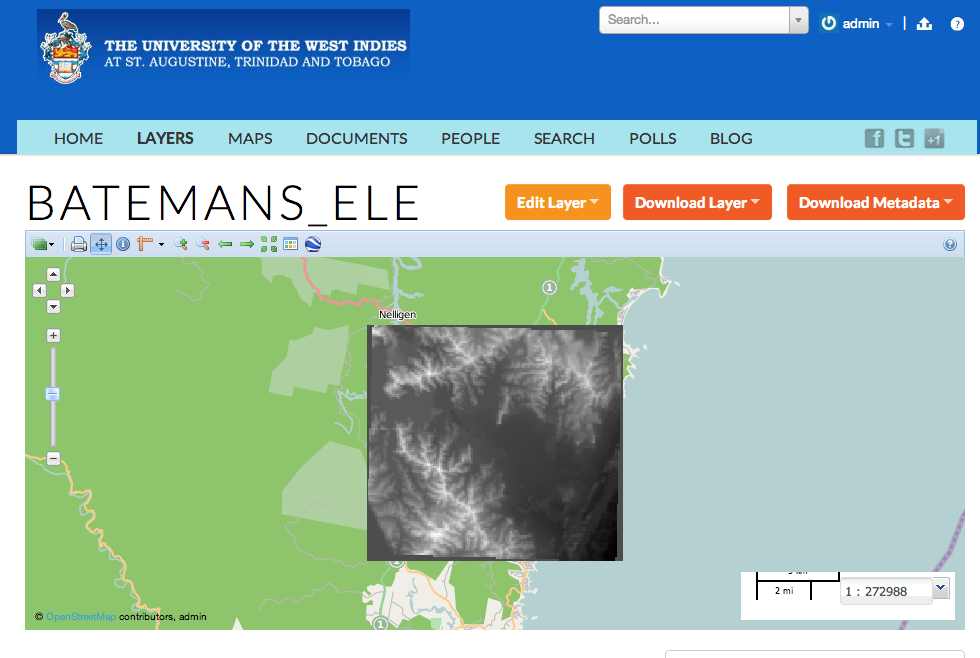 Search...
admin
THE UNIVERSITY OF THE WEST INDIES
AT ST. AUGUSTINE, TRINIDAD AND TOBAGO
HOME LAYERS MAPS DOCUMENTS PEOPLE SEARCH POLLS BLOG
f t +1
BATEMANS_ELE
Edit Layer
Download Layer
Download Metadata
1
Nelligen
1
1
2 mi
1 : 272988
© OpenStreetMap contributors, admin